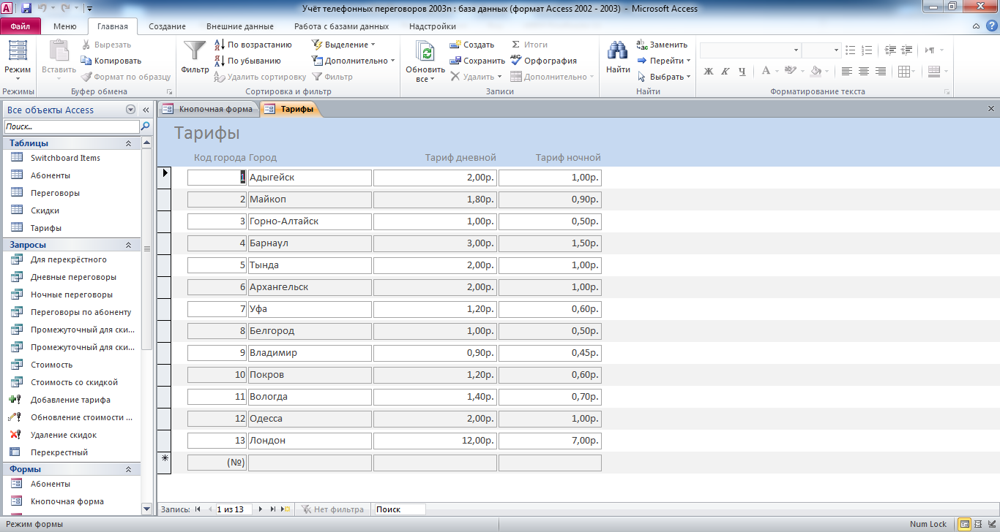 Учёт телефонных переговоров 2003п : база данных (формат Access 2002 - 2003) - Microsoft Access
Файл Меню Главная Создание Внешние данные Работа с базами данных Надстройки
Режим
Режимы
Вставить
Вырезать
Копировать
Формат по образцу
Буфер обмена
Фильтр
По возрастанию
По убыванию
Удалить сортировку
Выделение
Дополнительно
Фильтр
Сортировка и фильтр
Обновить
все
Создать
Сохранить
Удалить
Итоги
Орфография
Дополнительно
Записи
Найти
Заменить
Перейти
Выбрать
Найти
Ж К Ч А
Форматирование текста
Все объекты Access
Поиск...
Таблицы
Switchboard Items
Абоненты
Переговоры
Скидки
Тарифы
Запросы
Для перекрёстного
Дневные переговоры
Ночные переговоры
Переговоры по абоненту
Промежуточный для ски...
Промежуточный для ски...
Стоимость
Стоимость со скидкой
Добавление тарифа
Обновление стоимости ...
Удаление скидок
Перекрестный
Формы
Абоненты
Кнопочная форма
Кнопочная форма Тарифы
Тарифы
Код города Город Тариф дневной Тариф ночной
1 Адыгейск 2,00р. 1,00р.
2 Майкоп 1,80р. 0,90р.
3 Горно-Алтайск 1,00р. 0,50р.
4 Барнаул 3,00р. 1,50р.
5 Тында 2,00р. 1,00р.
6 Архангельск 2,00р. 1,00р.
7 Уфа 1,20р. 0,60р.
8 Белгород 1,00р. 0,50р.
9 Владимир 0,90р. 0,45р.
10 Покров 1,20р. 0,60р.
11 Вологда 1,40р. 0,70р.
12 Одесса 2,00р. 1,00р.
13 Лондон 12,00р. 7,00р.
(№)
Запись: 1 из 13 Нет фильтра Поиск
Режим формы Num Lock